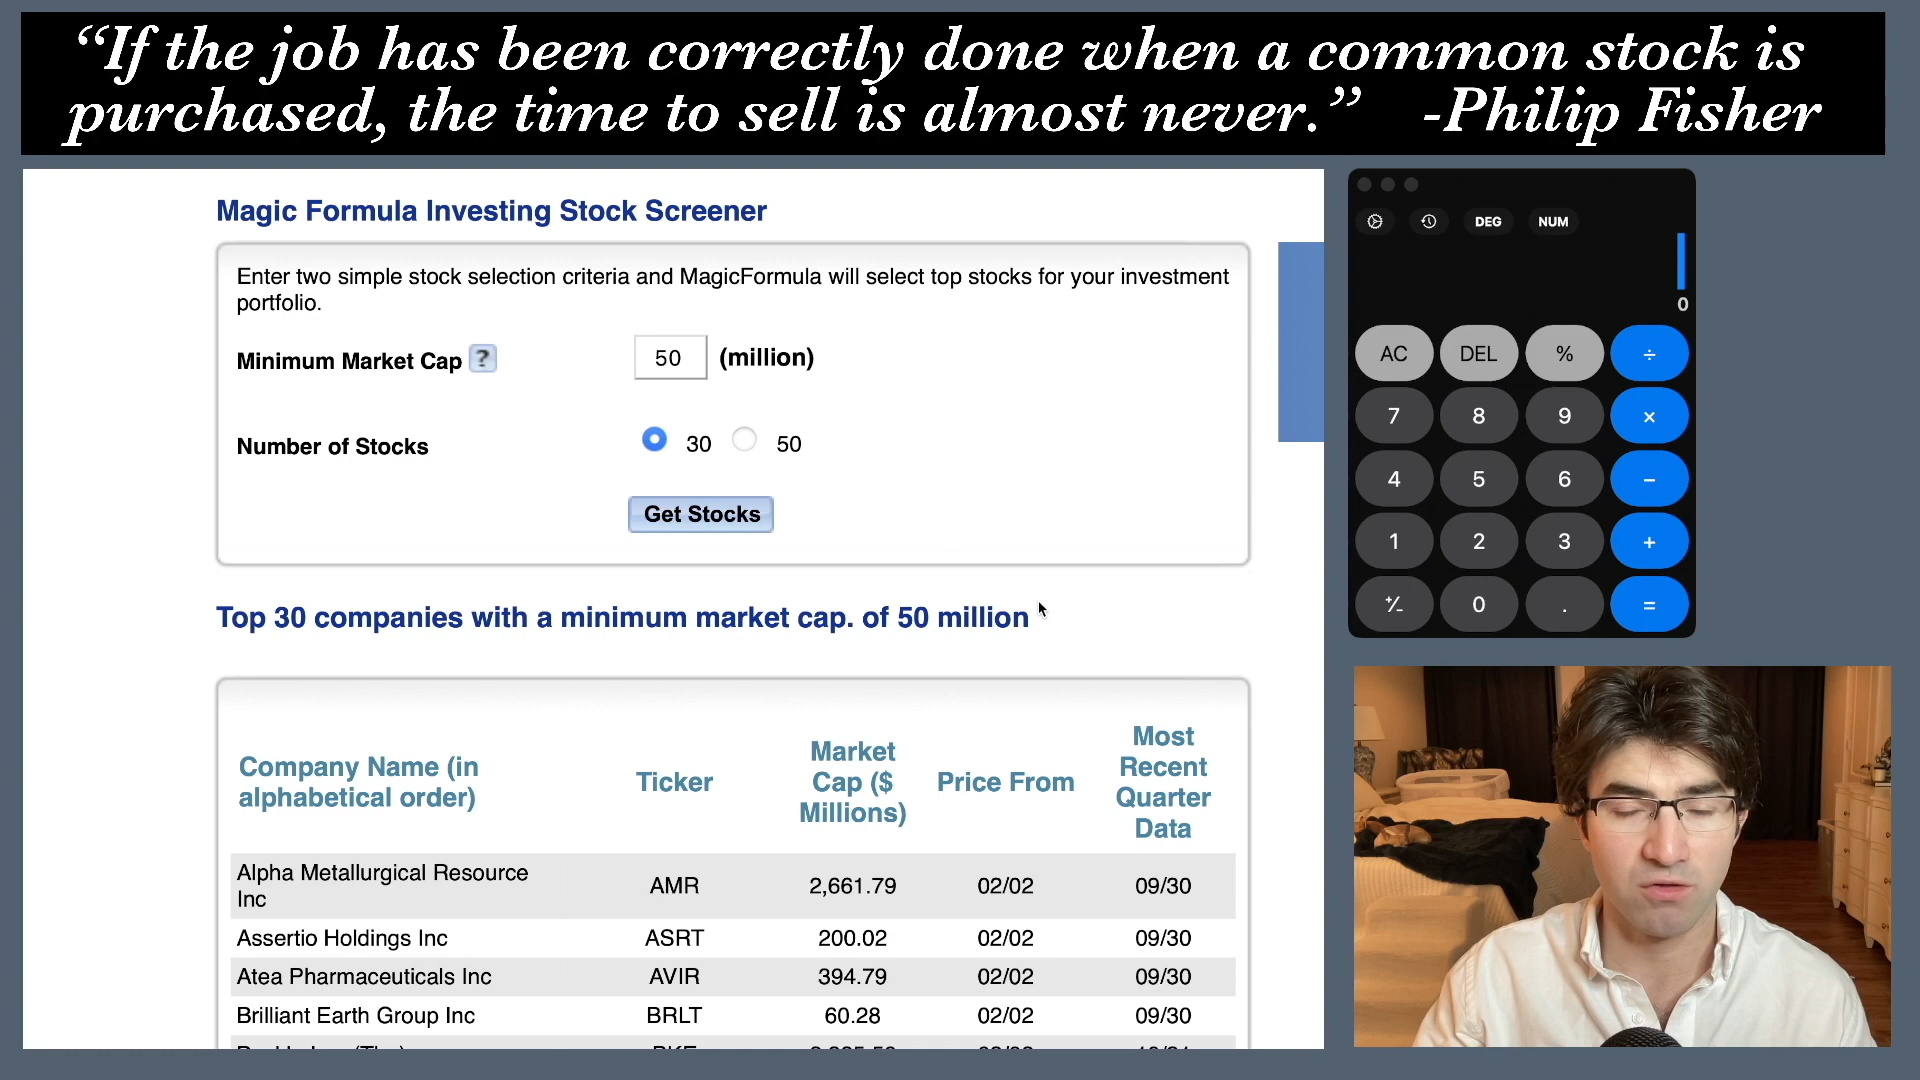 “If the job has been correctly done when a common stock is
purchased, the time to sell is almost never.” -Philip Fisher
Magic Formula Investing Stock Screener
Enter two simple stock selection criteria and MagicFormula will select top stocks for your investment
portfolio.
Minimum Market Cap ? 50 (million)
Number of Stocks 30 50
Get Stocks
Top 30 companies with a minimum market cap. of 50 million
Company Name (in
alphabetical order)
Ticker
Market
Cap ($
Millions)
Price From
Most
Recent
Quarter
Data
Alpha Metallurgical Resource
Inc
AMR 2,661.79 02/02 09/30
Assertio Holdings Inc ASRT 200.02 02/02 09/30
Atea Pharmaceuticals Inc AVIR 394.79 02/02 09/30
Brilliant Earth Group Inc BRLT 60.28 02/02 09/30
DEG NUM
0
AC DEL % ÷
7 8 9 ×
4 5 6 −
1 2 3 +
+/− 0 . =